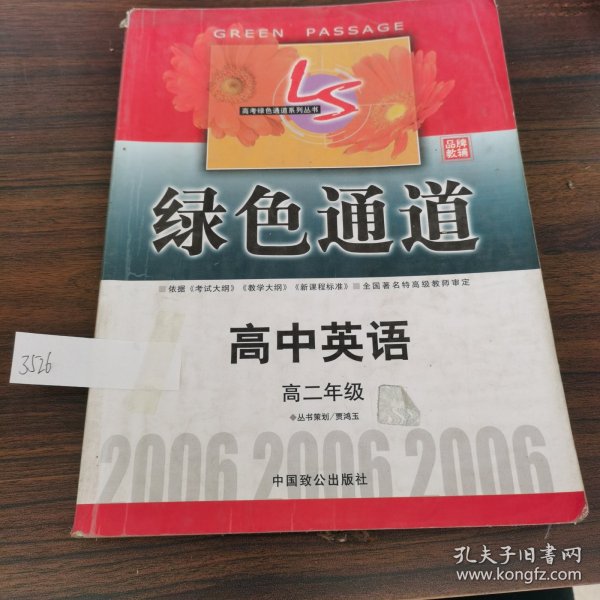 GREEN PASSAGE
LS
高考绿色通道系列丛书
品牌
教辅
绿色通道
依据《考试大纲》《教学大纲》《新课程标准》 全国著名特高级教师审定
高中英语
3526
高二年级
丛书策划/贾鸿玉
2006 2006 2006
中国致公出版社
孔夫子旧书网
www.kongfz.com